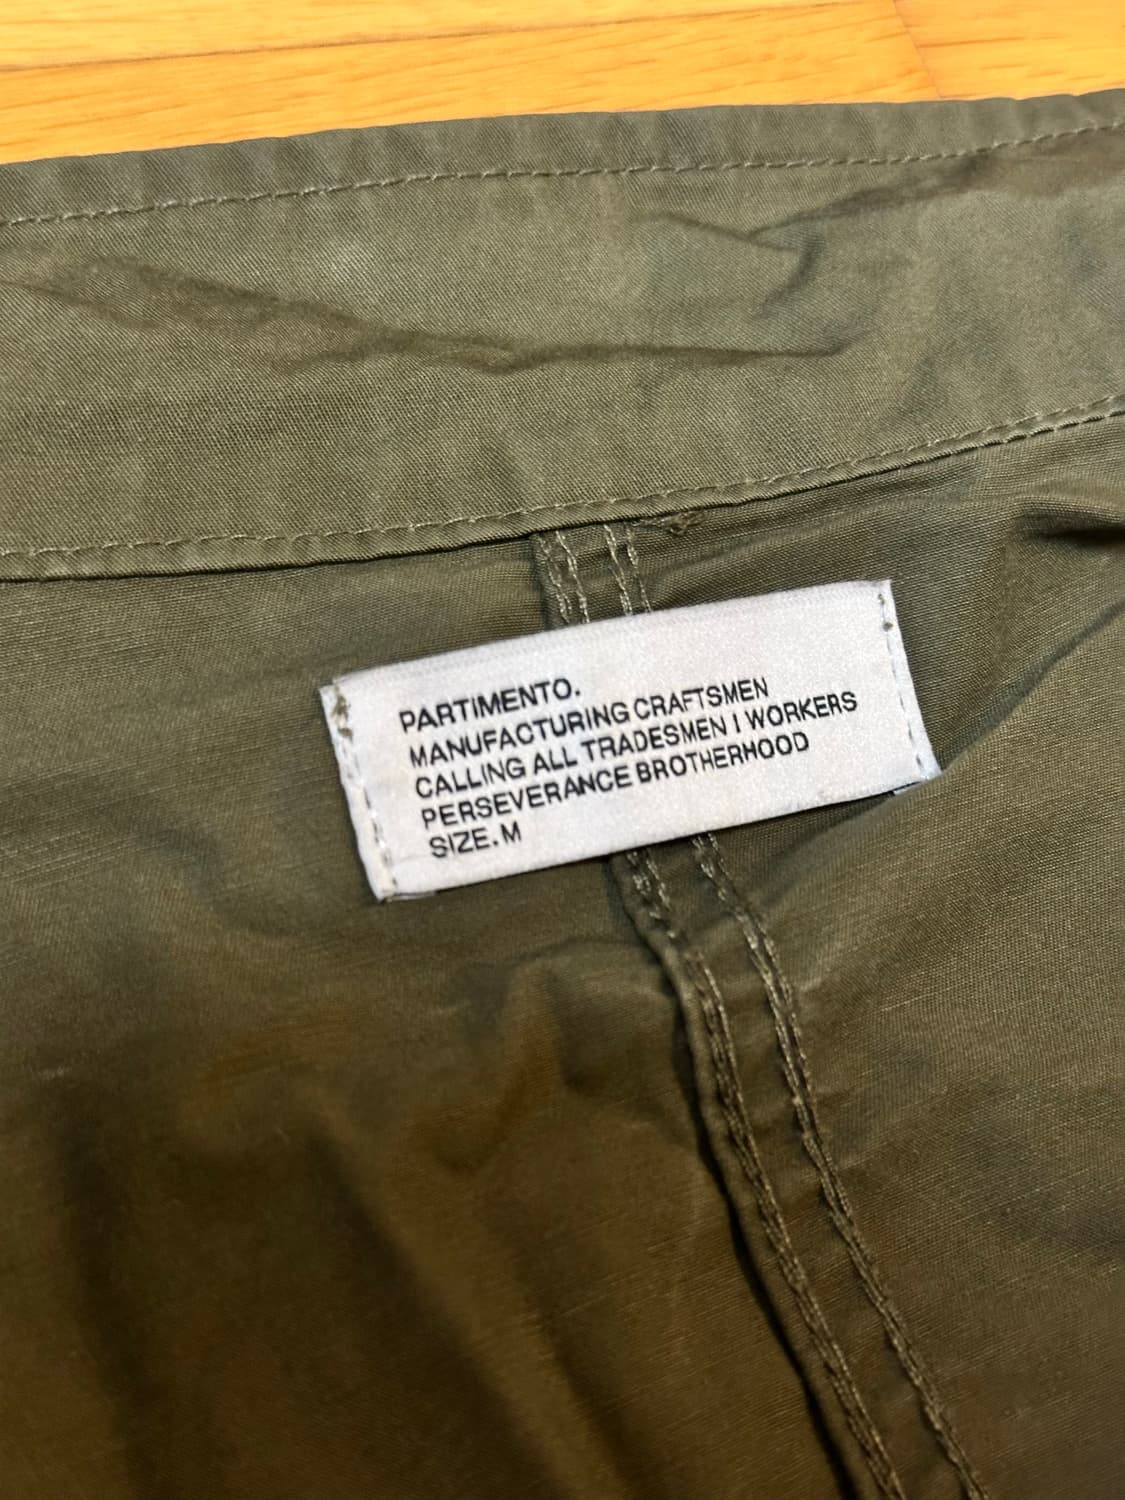 PARTIMENTO.
MANUFACTURING CRAFTSMEN
CALLING ALL TRADESMEN I WORKERS
PERSEVERANCE BROTHERHOOD
SIZE.M